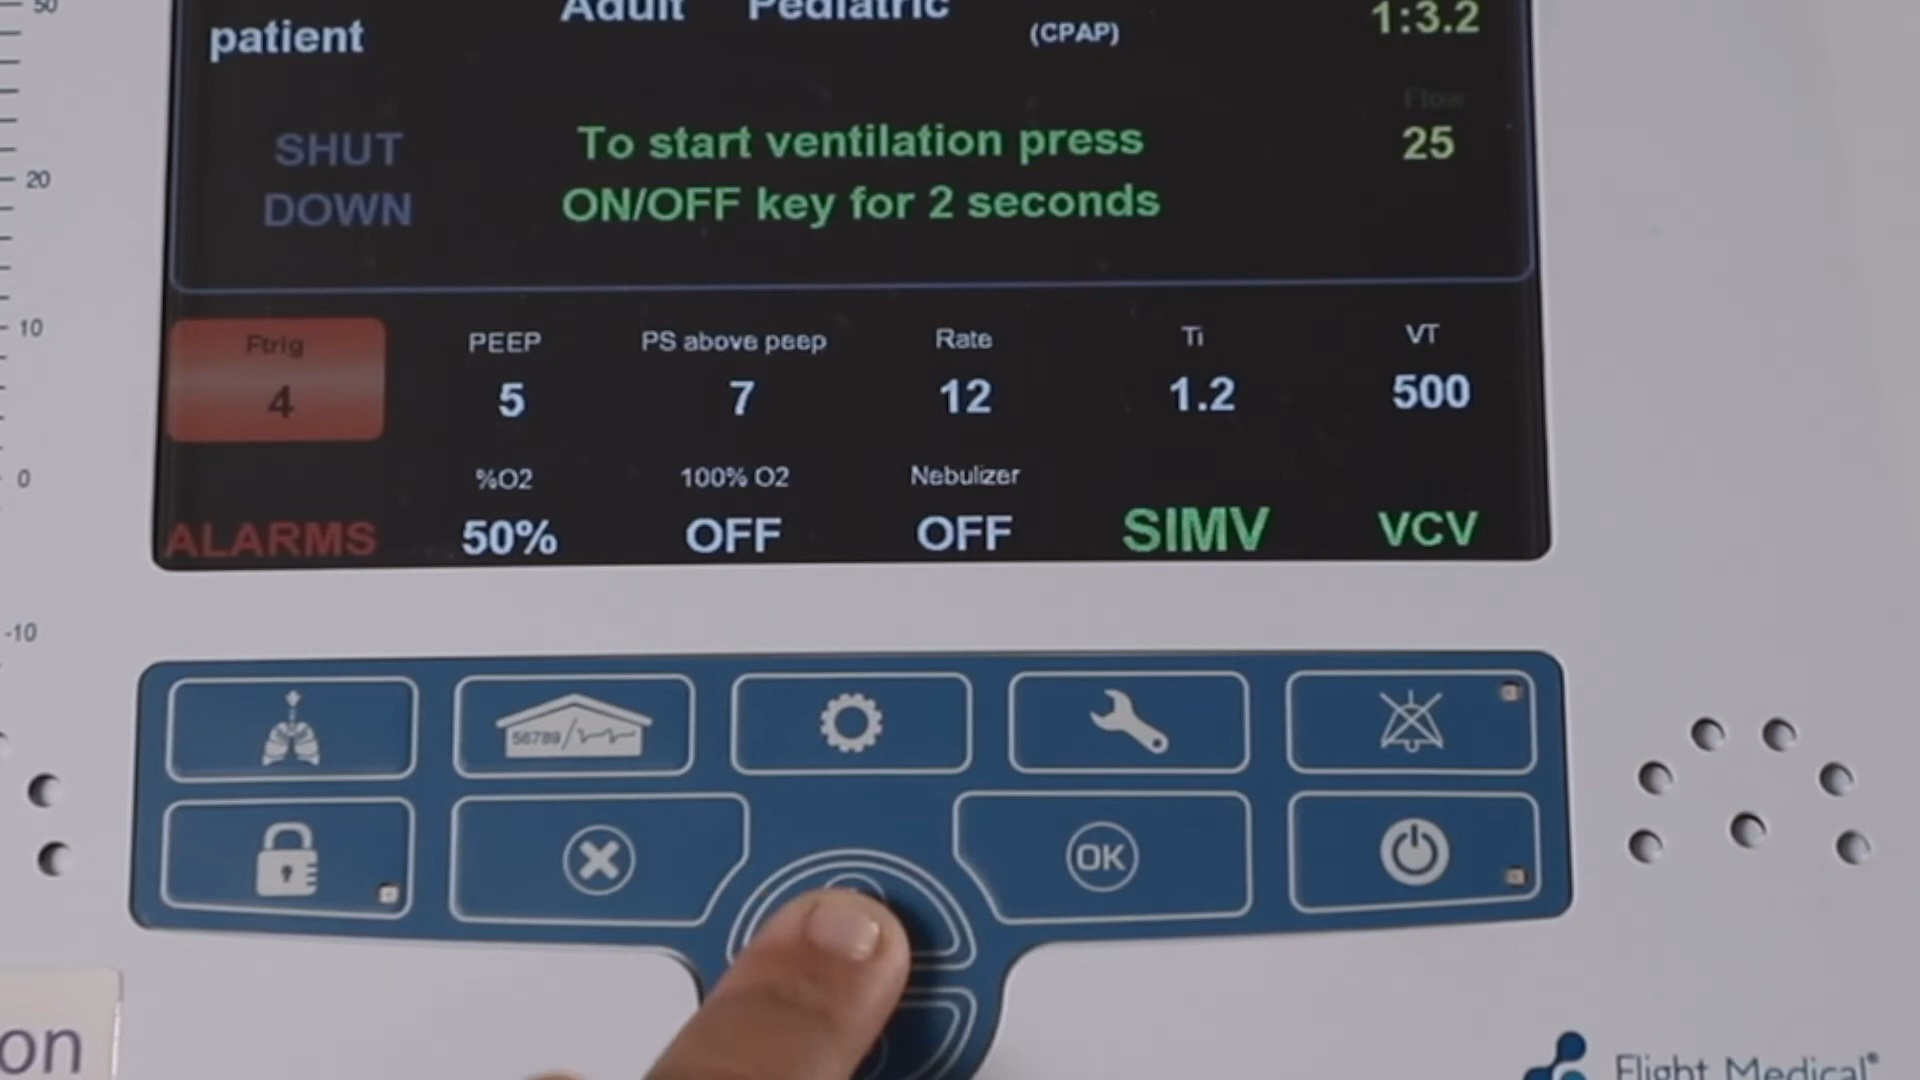 50
Adult Pediatric
patient
(CPAP)
1:3.2
Flow
SHUT
DOWN
To start ventilation press
ON/OFF key for 2 seconds
25
20
10
0
-10
Ftrig PEEP PS above peep Rate Ti VT
4 5 7 12 1.2 500
%O2 100% O2 Nebulizer
ALARMS 50% OFF OFF SIMV VCV
56789
OK
on
Flight Medical®